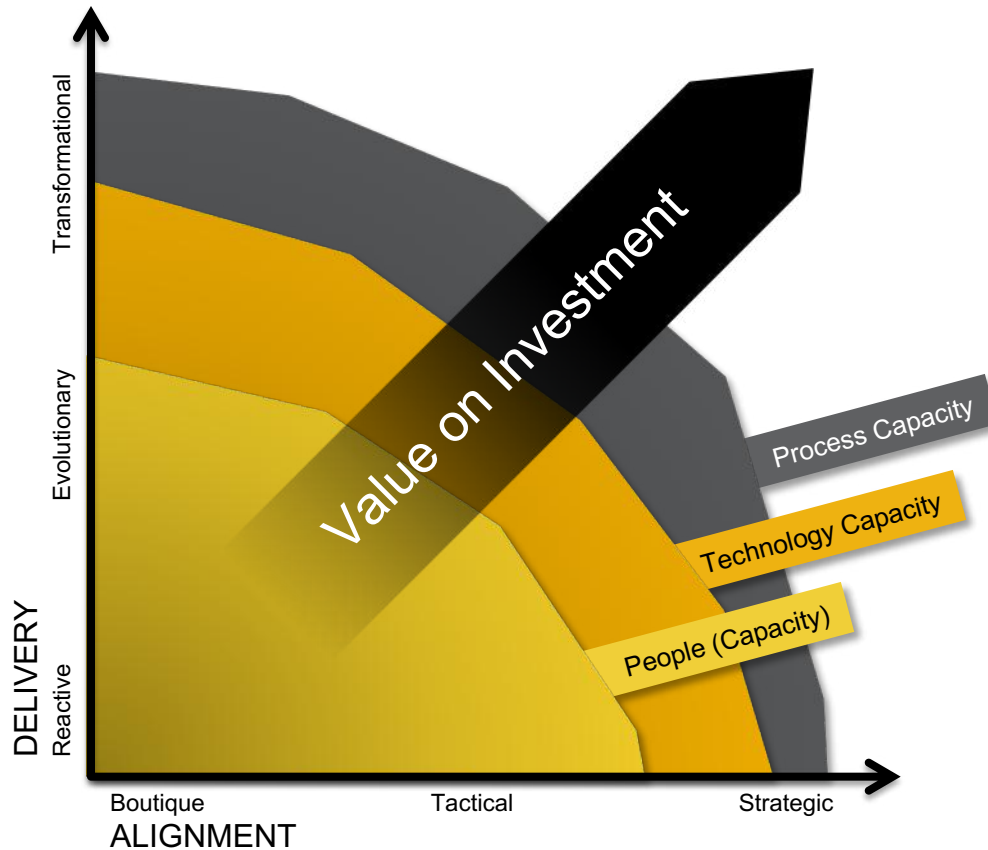 Transformational
Evolutionary
Reactive
DELIVERY
Value on Investment
Process Capacity
Technology Capacity
People (Capacity)
Boutique
Tactical
Strategic
ALIGNMENT